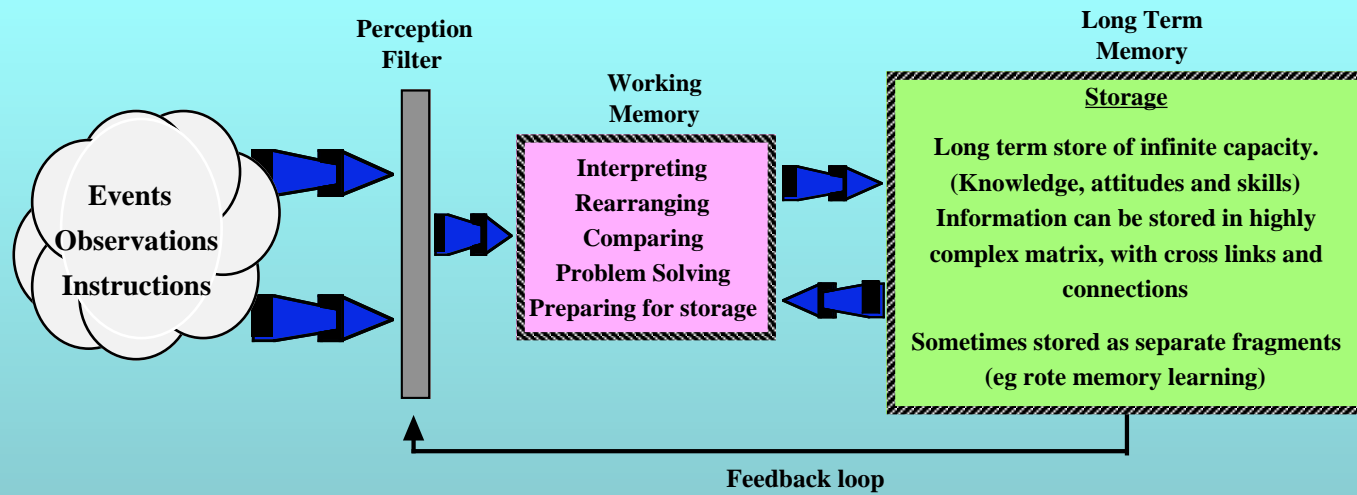 Events
Observations
Instructions
Perception
Filter
Working
Memory
Interpreting
Rearranging
Comparing
Problem Solving
Preparing for storage
Long Term
Memory
Storage
Long term store of infinite capacity.
(Knowledge, attitudes and skills)
Information can be stored in highly
complex matrix, with cross links and
connections
Sometimes stored as separate fragments
(eg rote memory learning)
Feedback loop